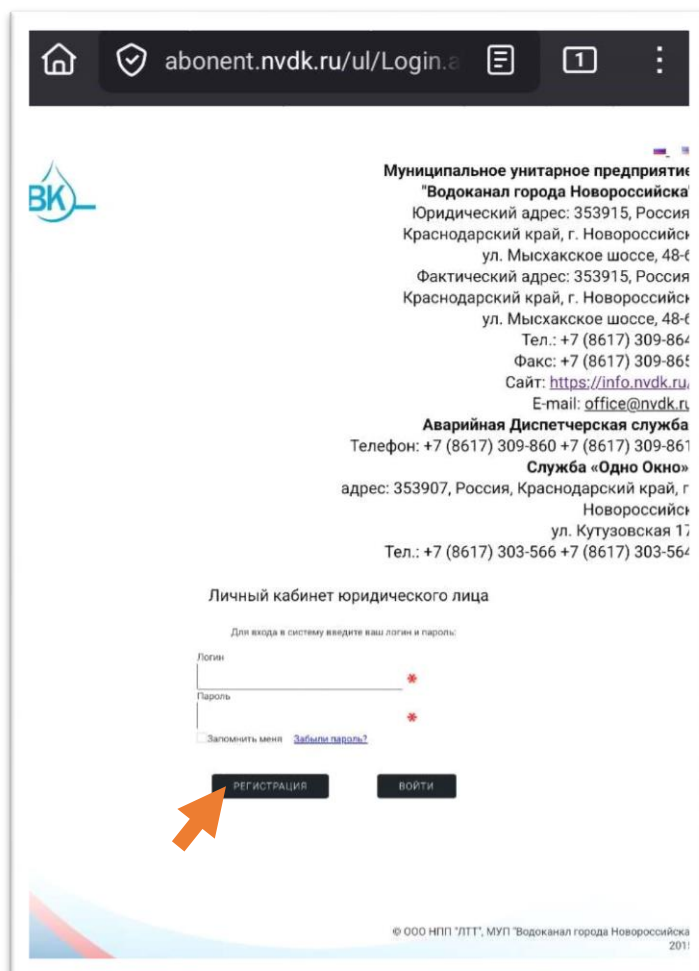 abonent.nvdk.ru/ul/Login.a
1
ВК
Муниципальное унитарное предприятие
"Водоканал города Новороссийска"
Юридический адрес: 353915, Россия
Краснодарский край, г. Новороссийск
ул. Мысхакское шоссе, 48-
Фактический адрес: 353915, Россия
Краснодарский край, г. Новороссийск
ул. Мысхакское шоссе, 48-
Тел.: +7 (8617) 309-864
Факс: +7 (8617) 309-865
Сайт: https://info.nvdk.ru/
E-mail: office@nvdk.ru
Аварийная Диспетчерская служба
Телефон: +7 (8617) 309-860 +7 (8617) 309-861
Служба «Одно Окно»
адрес: 353907, Россия, Краснодарский край, г
Новороссийск
ул. Кутузовская 17
Тел.: +7 (8617) 303-566 +7 (8617) 303-564
Личный кабинет юридического лица
Для входа в систему введите ваш логин и пароль:
Логин
*
Пароль
*
Запомнить меня Забыли пароль?
РЕГИСТРАЦИЯ ВОЙТИ
© ООО НПП "ЛТТ", МУП "Водоканал города Новороссийска
201